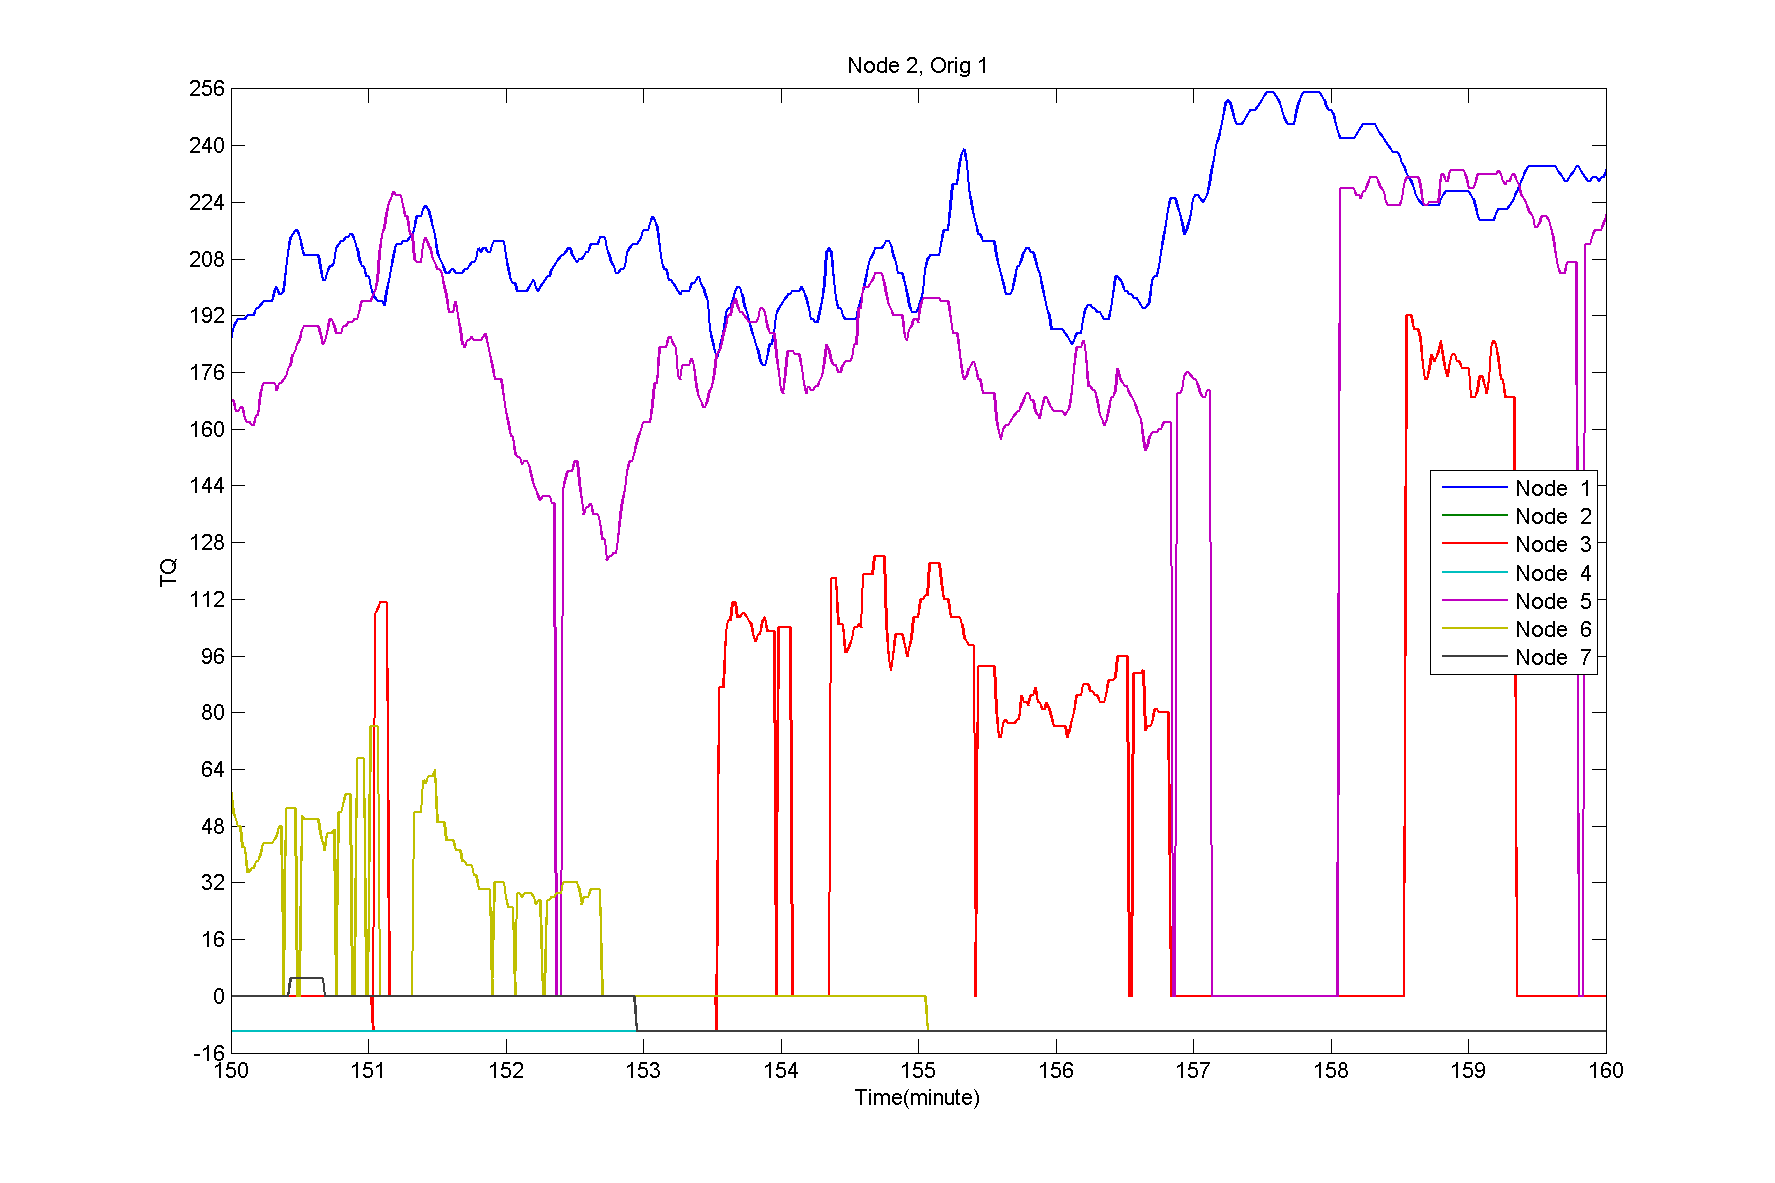 Node 2, Orig 1
256
240
224
208
192
176
160
144
128
112
96
80
64
48
32
16
0
-16
TQ
150 151 152 153 154 155 156 157 158 159 160
Time(minute)
Node 1
Node 2
Node 3
Node 4
Node 5
Node 6
Node 7